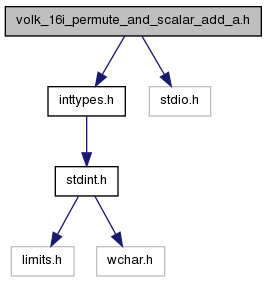 volk_16i_permute_and_scalar_add_a.h
inttypes.h
stdio.h
stdint.h
limits.h
wchar.h